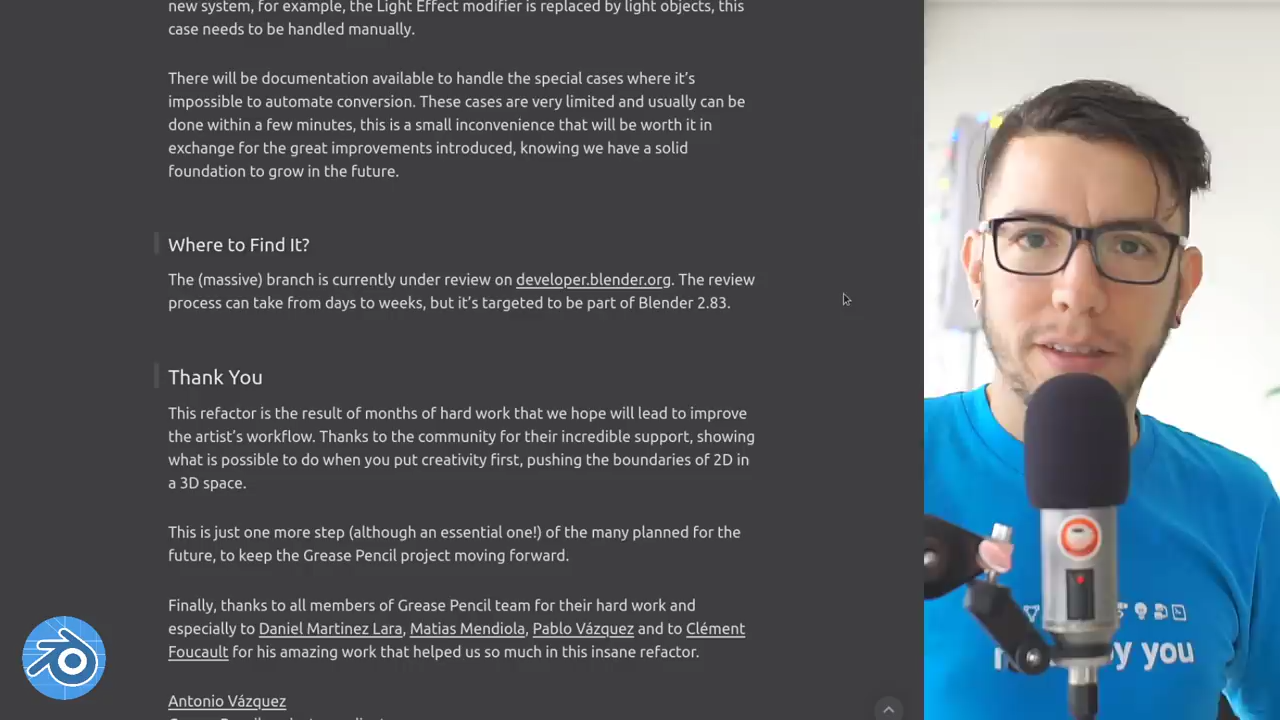 new system, for example, the Light Effect modifier is replaced by light objects, this
case needs to be handled manually.
There will be documentation available to handle the special cases where it’s
impossible to automate conversion. These cases are very limited and usually can be
done within a few minutes, this is a small inconvenience that will be worth it in
exchange for the great improvements introduced, knowing we have a solid
foundation to grow in the future.
Where to Find It?
The (massive) branch is currently under review on developer.blender.org. The review
process can take from days to weeks, but it’s targeted to be part of Blender 2.83.
Thank You
This refactor is the result of months of hard work that we hope will lead to improve
the artist’s workflow. Thanks to the community for their incredible support, showing
what is possible to do when you put creativity first, pushing the boundaries of 2D in
a 3D space.
This is just one more step (although an essential one!) of the many planned for the
future, to keep the Grease Pencil project moving forward.
Finally, thanks to all members of Grease Pencil team for their hard work and
especially to Daniel Martinez Lara, Matias Mendiola, Pablo Vázquez and to Clément
Foucault for his amazing work that helped us so much in this insane refactor.
Antonio Vázquez
by you